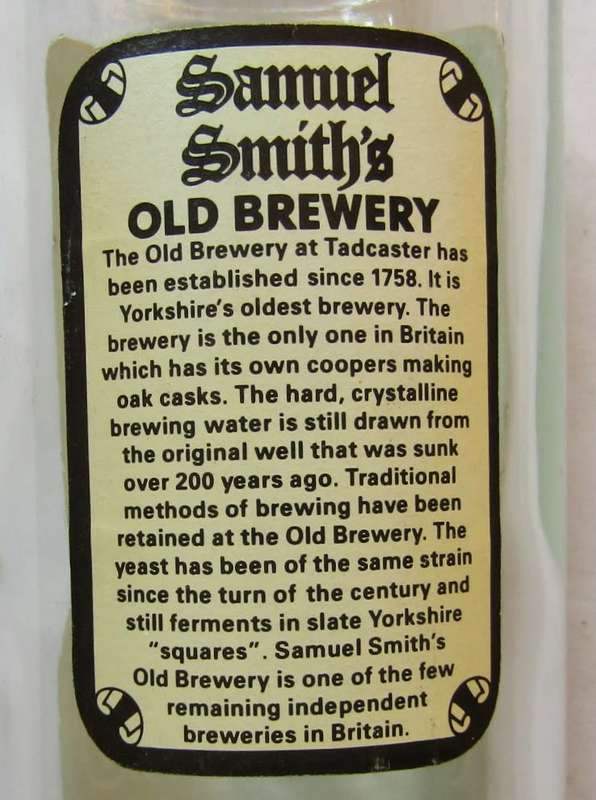 Samuel
Smith's
OLD BREWERY
The Old Brewery at Tadcaster has
been established since 1758. It is
Yorkshire's oldest brewery. The
brewery is the only one in Britain
which has its own coopers making
oak casks. The hard, crystalline
brewing water is still drawn from
the original well that was sunk
over 200 years ago. Traditional
methods of brewing have been
retained at the Old Brewery. The
yeast has been of the same strain
since the turn of the century and
still ferments in slate Yorkshire
"squares". Samuel Smith's
Old Brewery is one of the few
remaining independent
breweries in Britain.